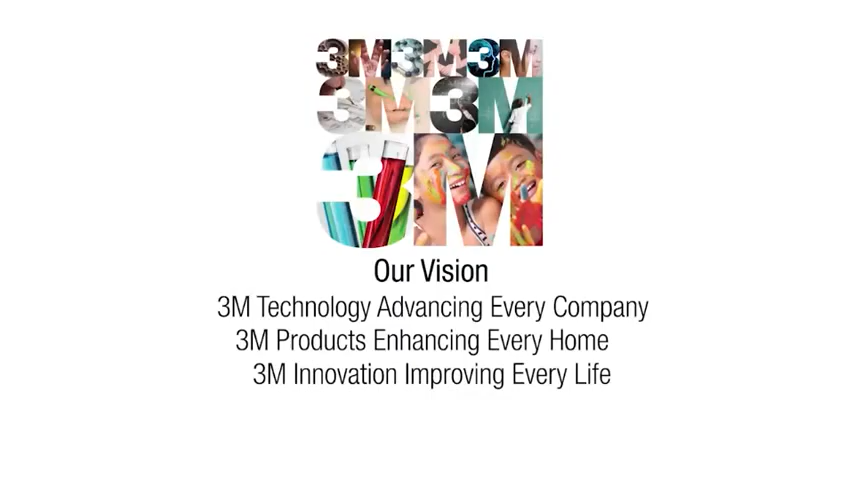 3M3M3M
3M3M
3M
Our Vision
3M Technology Advancing Every Company
3M Products Enhancing Every Home
3M Innovation Improving Every Life